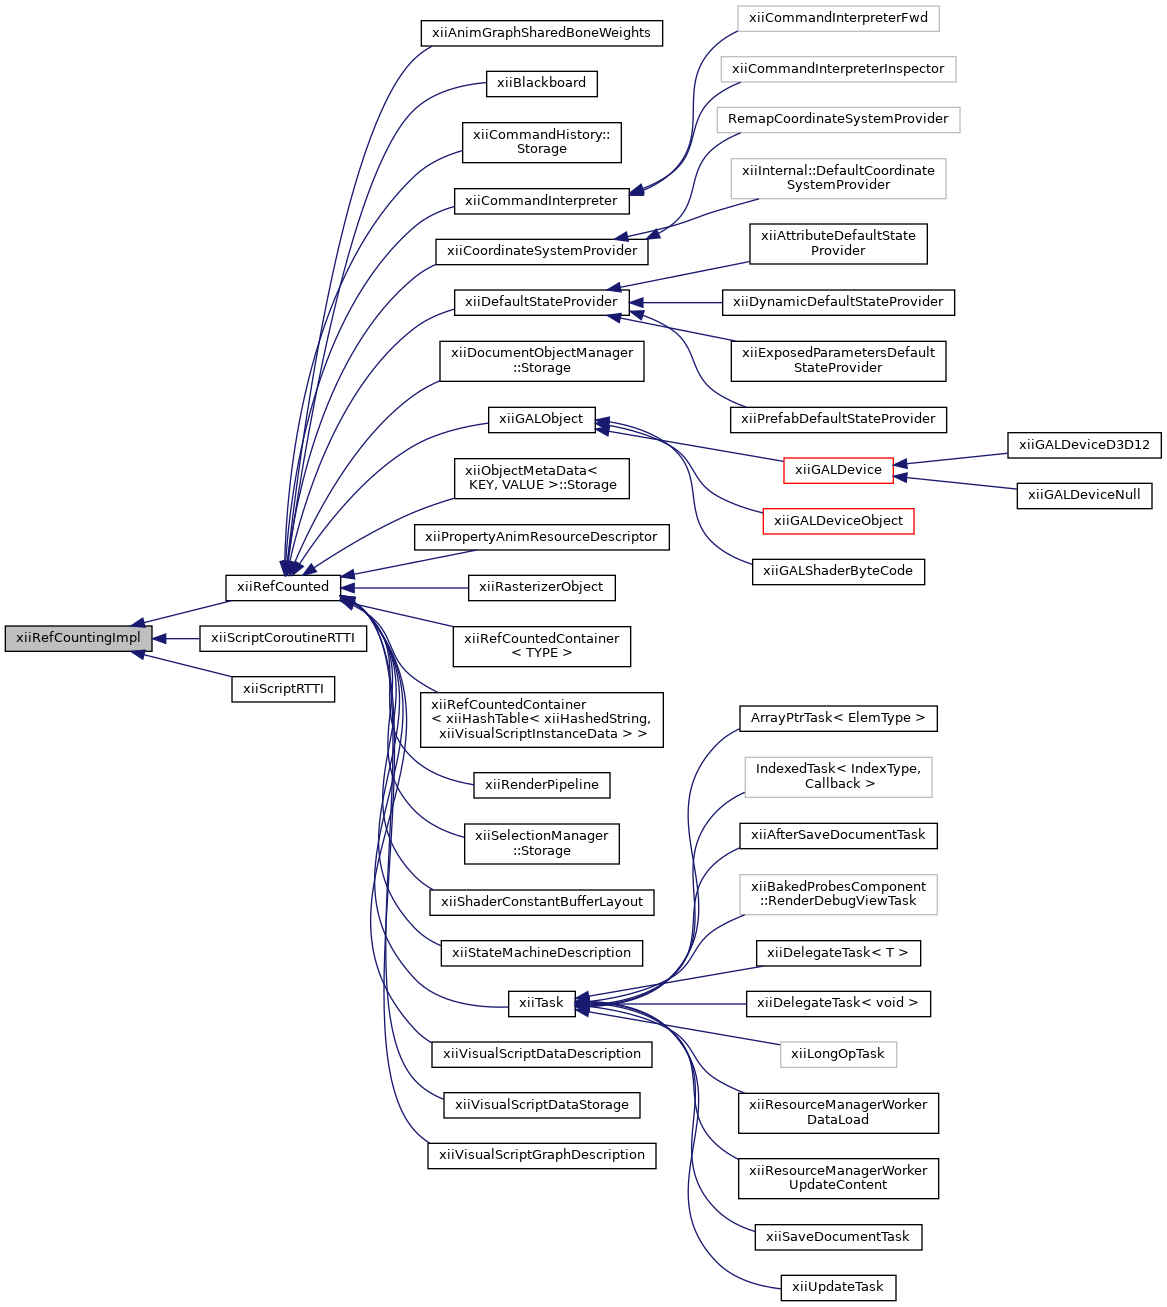 xiiCommandInterpreterFwd
xiiAnimGraphSharedBoneWeights
xiiCommandInterpreterInspector
xiiBlackboard
RemapCoordinateSystemProvider
xiiCommandHistory::
Storage
xiiInternal::DefaultCoordinate
SystemProvider
xiiCommandInterpreter
xiiAttributeDefaultState
Provider
xiiCoordinateSystemProvider
xiiDefaultStateProvider
xiiDynamicDefaultStateProvider
xiiDocumentObjectManager
::Storage
xiiExposedParametersDefault
StateProvider
xiiGALObject
xiiPrefabDefaultStateProvider
xiiGALDeviceD3D12
xiiGALDevice
xiiObjectMetaData<
KEY, VALUE >::Storage
xiiGALDeviceNull
xiiGALDeviceObject
xiiPropertyAnimResourceDescriptor
xiiGALShaderByteCode
xiiRefCounted
xiiRasterizerObject
xiiRefCountingImpl
xiiScriptCoroutineRTTI
xiiRefCountedContainer
< TYPE >
xiiScriptRTTI
xiiRefCountedContainer
< xiiHashTable< xiiHashedString,
xiiVisualScriptInstanceData > >
ArrayPtrTask< ElemType >
IndexedTask< IndexType,
Callback >
xiiRenderPipeline
xiiSelectionManager
::Storage
xiiAfterSaveDocumentTask
xiiBakedProbesComponent
::RenderDebugViewTask
xiiShaderConstantBufferLayout
xiiStateMachineDescription
xiiDelegateTask< T >
xiiTask
xiiDelegateTask< void >
xiiVisualScriptDataDescription
xiiLongOpTask
xiiVisualScriptDataStorage
xiiResourceManagerWorker
DataLoad
xiiVisualScriptGraphDescription
xiiResourceManagerWorker
UpdateContent
xiiSaveDocumentTask
xiiUpdateTask